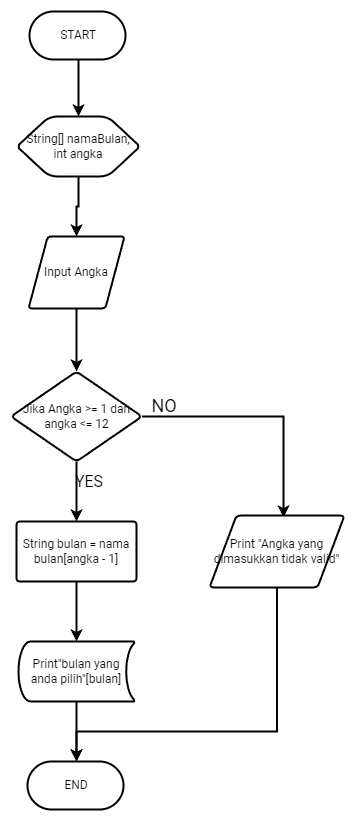 START
String[] namaBulan,
int angka
Input Angka
Jika Angka >= 1 dan
angka <= 12
NO
YES
String bulan = nama
bulan[angka - 1]
Print "Angka yang
dimasukkan tidak valid"
Print"bulan yang
anda pilih"[bulan]
END